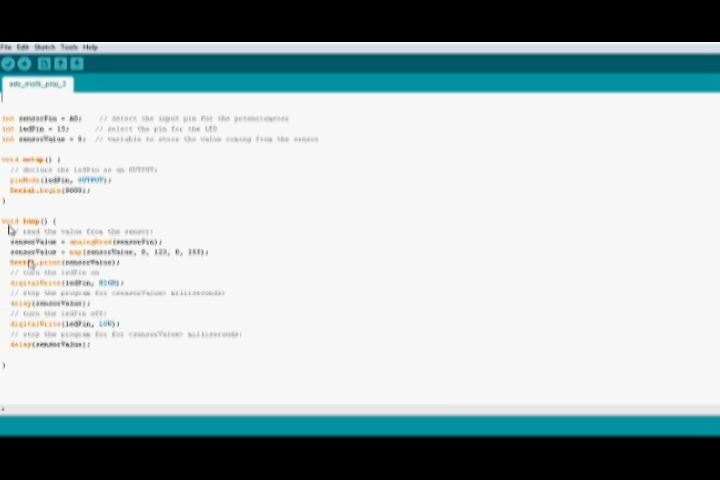 File Edit Sketch Tools Help
adc_math_proj_3
int sensorPin = A0;    // select the input pin for the potentiometer
int ledPin = 13;      // select the pin for the LED
int sensorValue = 0;  // variable to store the value coming from the sensor
void setup() {
// declare the ledPin as an OUTPUT:
pinMode(ledPin, OUTPUT);
Serial.begin(9600);
}
void loop() {
// read the value from the sensor:
sensorValue = analogRead(sensorPin);
sensorValue = map(sensorValue, 0, 123, 0, 255);
Serial.print(sensorValue);
// turn the ledPin on
digitalWrite(ledPin, HIGH);
// stop the program for <sensorValue> milliseconds:
delay(sensorValue);
// turn the ledPin off:
digitalWrite(ledPin, LOW);
// stop the program for for <sensorValue> milliseconds:
delay(sensorValue);
}